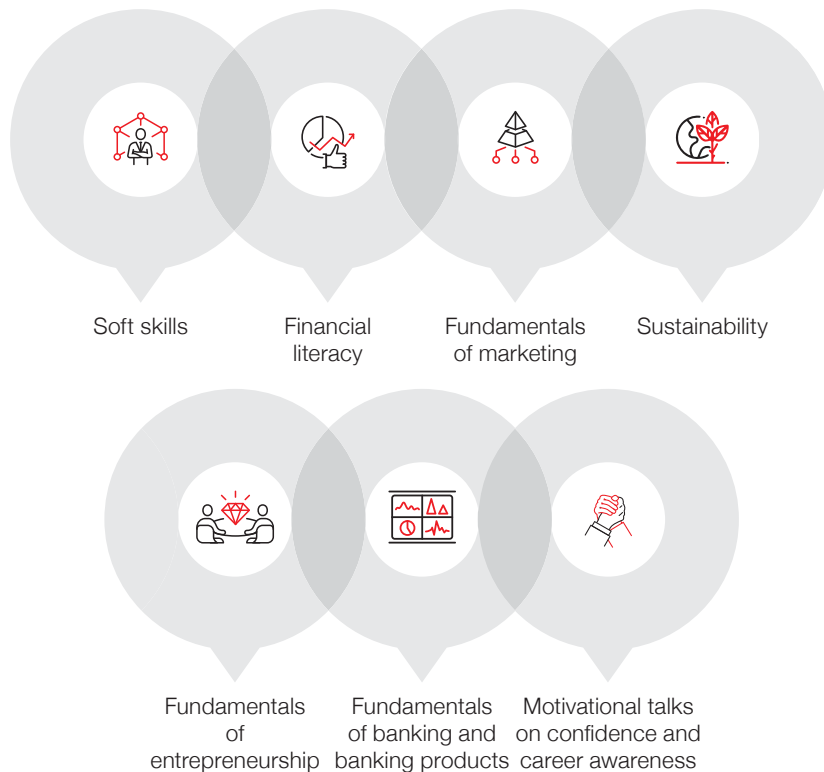 Soft skills
Financial
literacy
Fundamentals
of marketing
Sustainability
Fundamentals
of
entrepreneurship
Fundamentals
of banking and
banking products
Motivational talks
on confidence and
career awareness